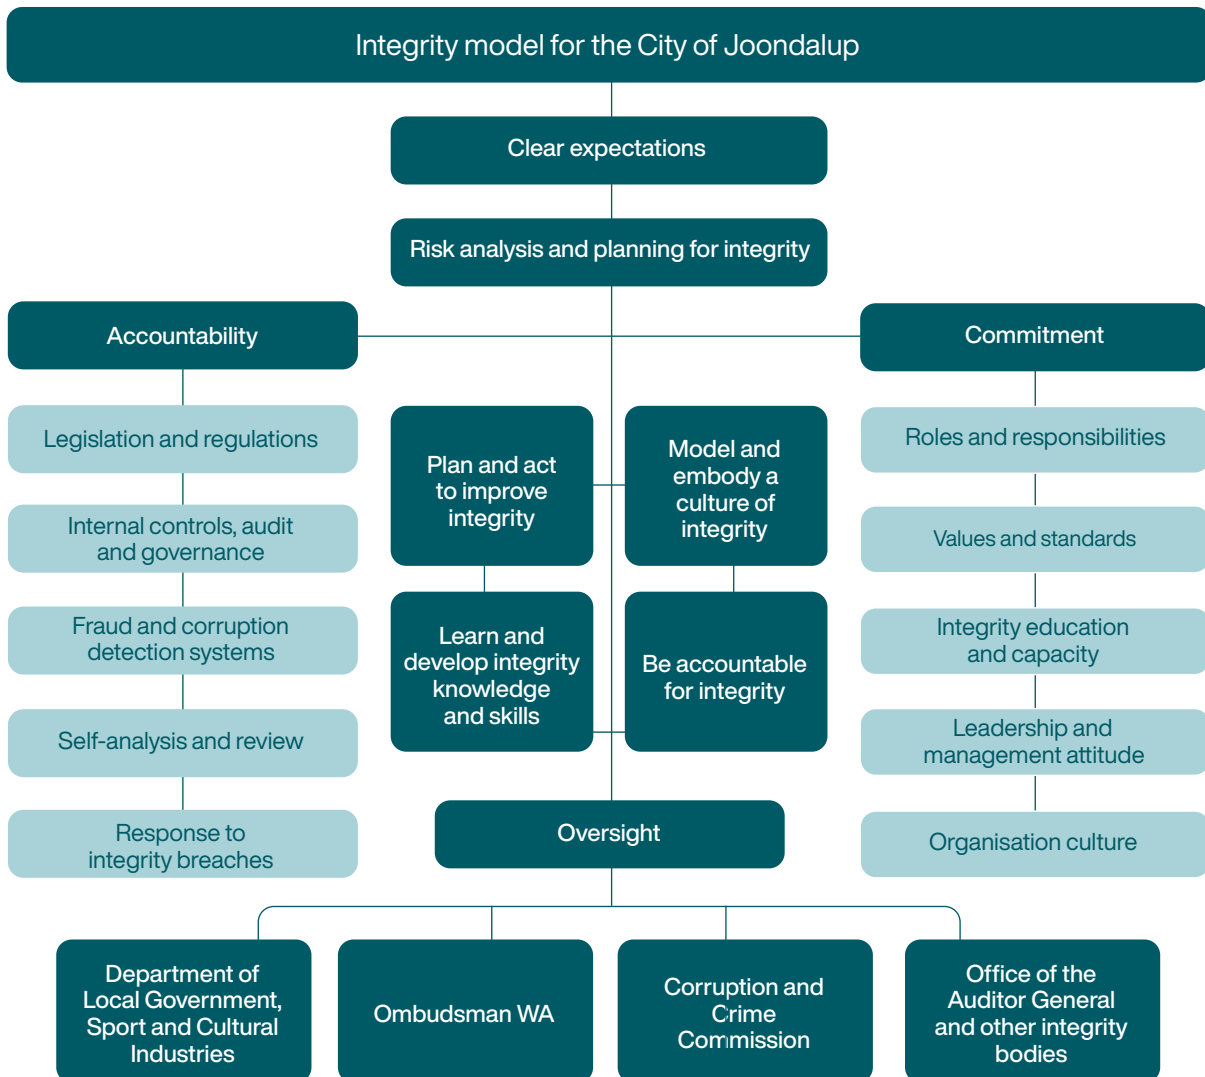 Integrity model for the City of Joondalup
Clear expectations
Risk analysis and planning for integrity
Accountability
Legislation and regulations
Internal controls, audit
and governance
Fraud and corruption
detection systems
Self-analysis and review
Response to
integrity breaches
Plan and act
to improve
integrity
Model and
embody a
culture of
integrity
Learn and
develop integrity
knowledge
and skills
Be accountable
for integrity
Commitment
Roles and responsibilities
Values and standards
Integrity education
and capacity
Leadership and
management attitude
Organisation culture
Oversight
Department of
Local Government,
Sport and Cultural
Industries
Ombudsman WA
Corruption and
Crime
Commission
Office of the
Auditor General
and other integrity
bodies